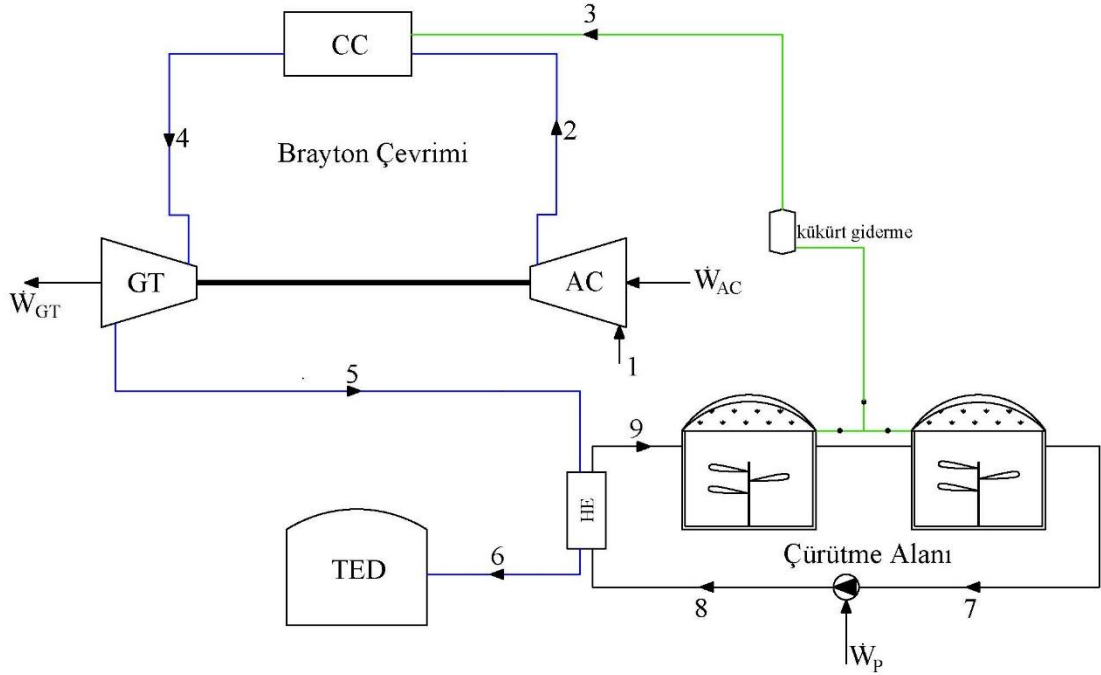 3
CC
4
2
Brayton Çevrimi
kükürt giderme
GT
AC
ẆGT
ẆAC
1
5
9
HE
6
TED
Çürütme Alanı
8
7
ẆP